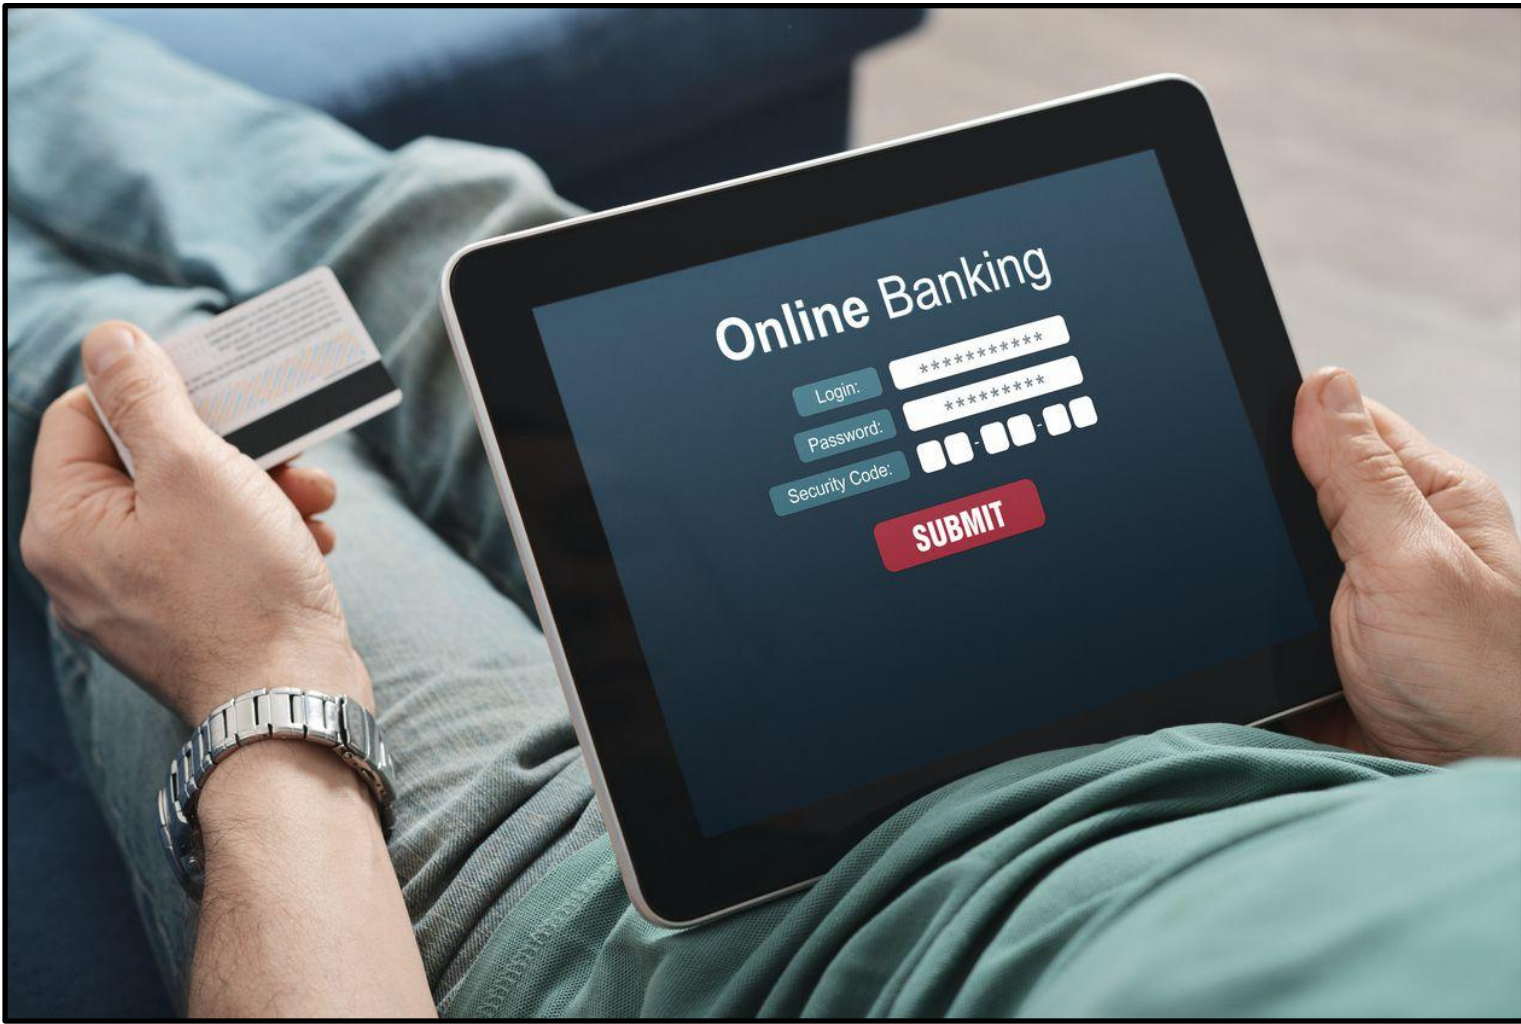 Online Banking
Login: ***********
Password: *********
Security Code: - -
SUBMIT